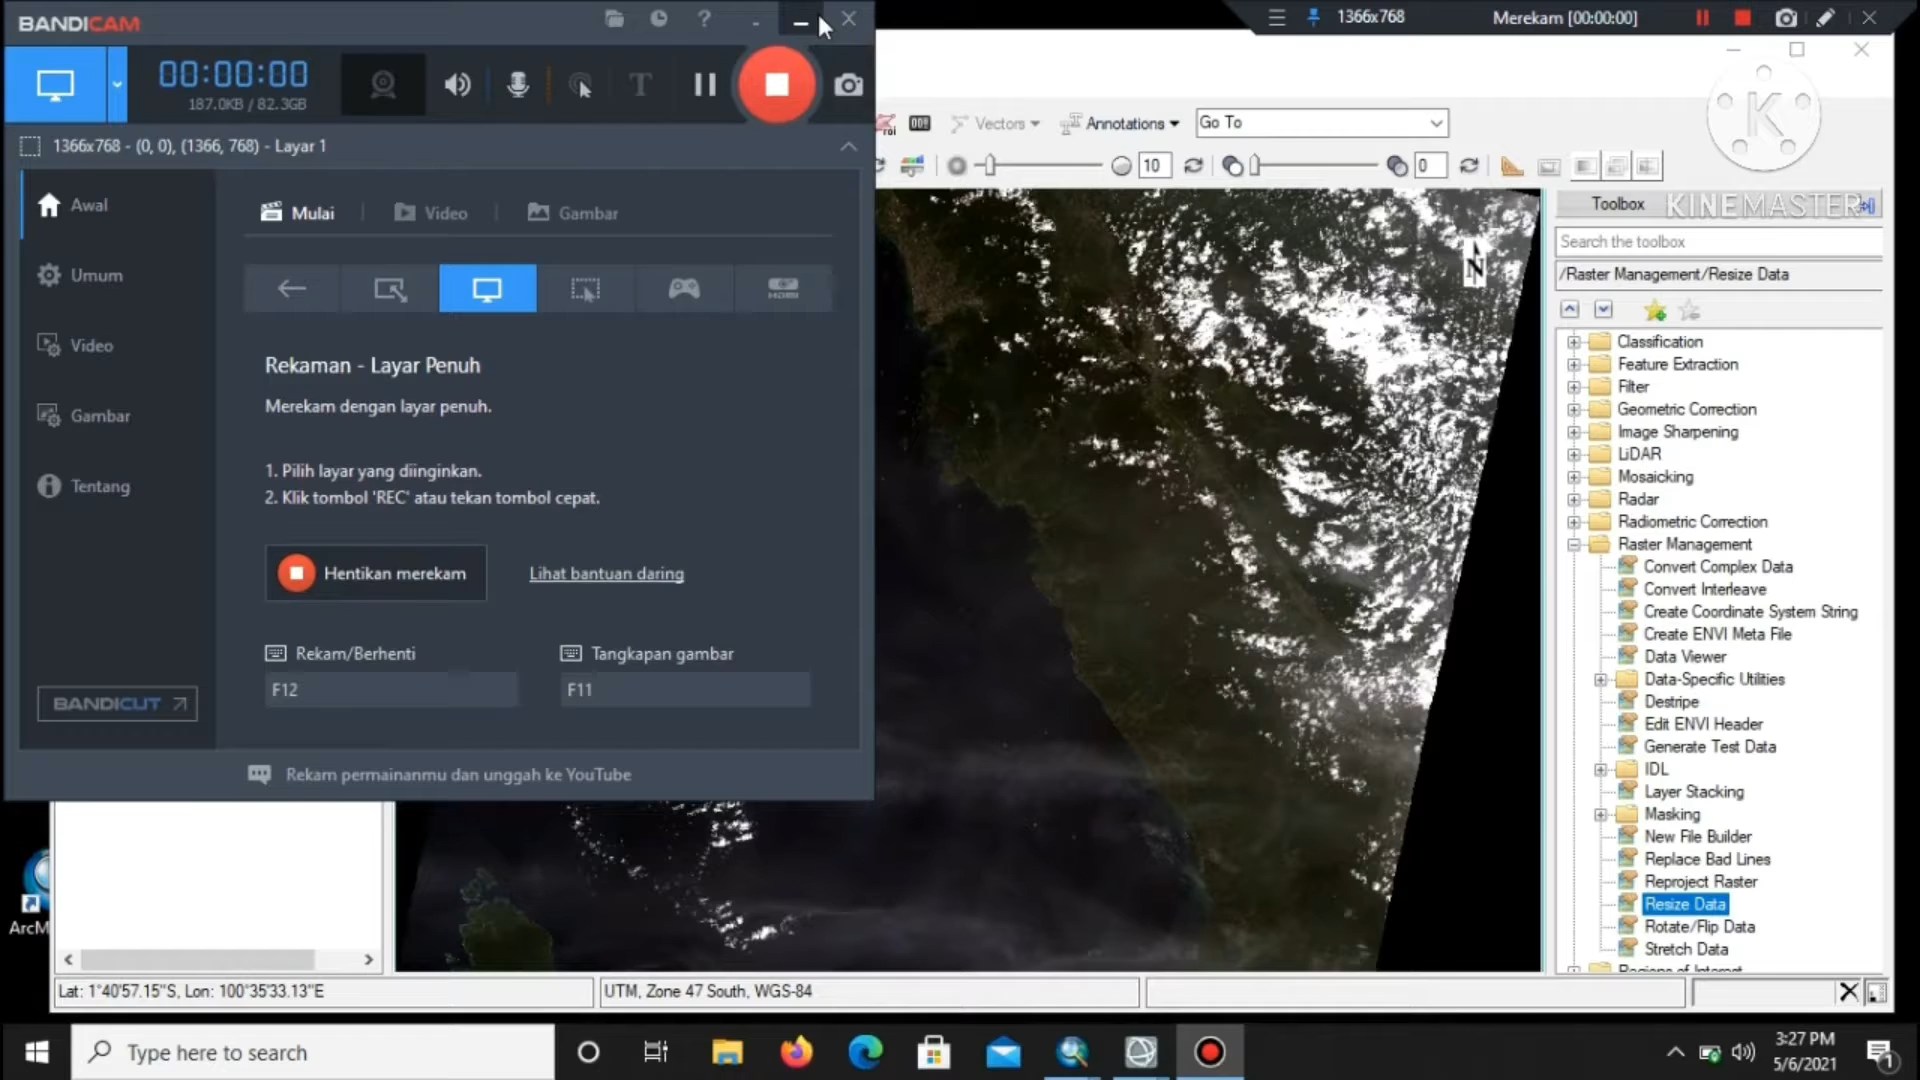 BANDICAM
1366x768
Merekam [00:00:00]
00:00:00
187.0KB / 82.3GB
T
Vectors
Annotations
Go To
1366x768 - (0, 0), (1366, 768) - Layar 1
10
0
K
Awal
Umum
Video
Gambar
Tentang
Mulai
Video
Gambar
HDMI
Rekaman - Layar Penuh
Merekam dengan layar penuh.
1. Pilih layar yang diinginkan.
2. Klik tombol 'REC' atau tekan tombol cepat.
Hentikan merekam
Lihat bantuan daring
Rekam/Berhenti
Tangkapan gambar
F12
F11
BANDICUT
Rekam permainanmu dan unggah ke YouTube
N
Toolbox
KINEMASTER
Search the toolbox
/Raster Management/Resize Data
Classification
Feature Extraction
Filter
Geometric Correction
Image Sharpening
LiDAR
Mosaicking
Radar
Radiometric Correction
Raster Management
Convert Complex Data
Convert Interleave
Create Coordinate System String
Create ENVI Meta File
Data Viewer
Data-Specific Utilities
Destripe
Edit ENVI Header
Generate Test Data
IDL
Layer Stacking
Masking
New File Builder
Replace Bad Lines
Reproject Raster
Resize Data
Rotate/Flip Data
Stretch Data
Regions of Interest
ArcM
Lat: 1°40'57.15"S, Lon: 100°35'33.13"E
UTM, Zone 47 South, WGS-84
Type here to search
3:27 PM
5/6/2021
1